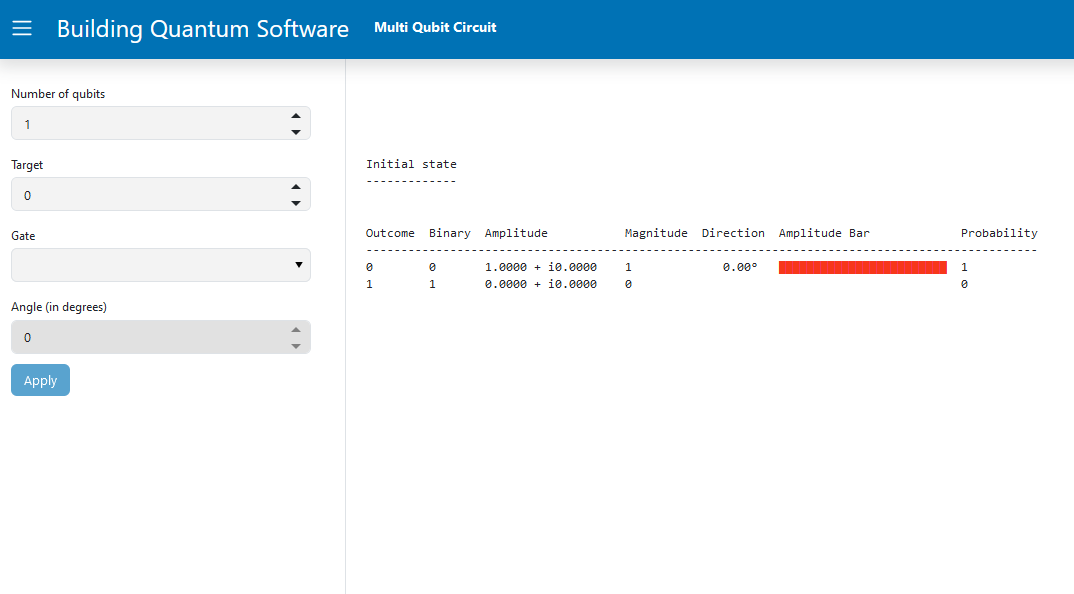 Building Quantum Software
Multi Qubit Circuit
Number of qubits
1
Target
0
Gate
Angle (in degrees)
0
Apply
Initial state
-------------
Outcome  Binary  Amplitude           Magnitude  Direction  Amplitude Bar             Probability
------------------------------------------------------------------------------------------------
0        0       1.0000 + i0.0000    1             0.00°                             1
1        1       0.0000 + i0.0000    0                                               0